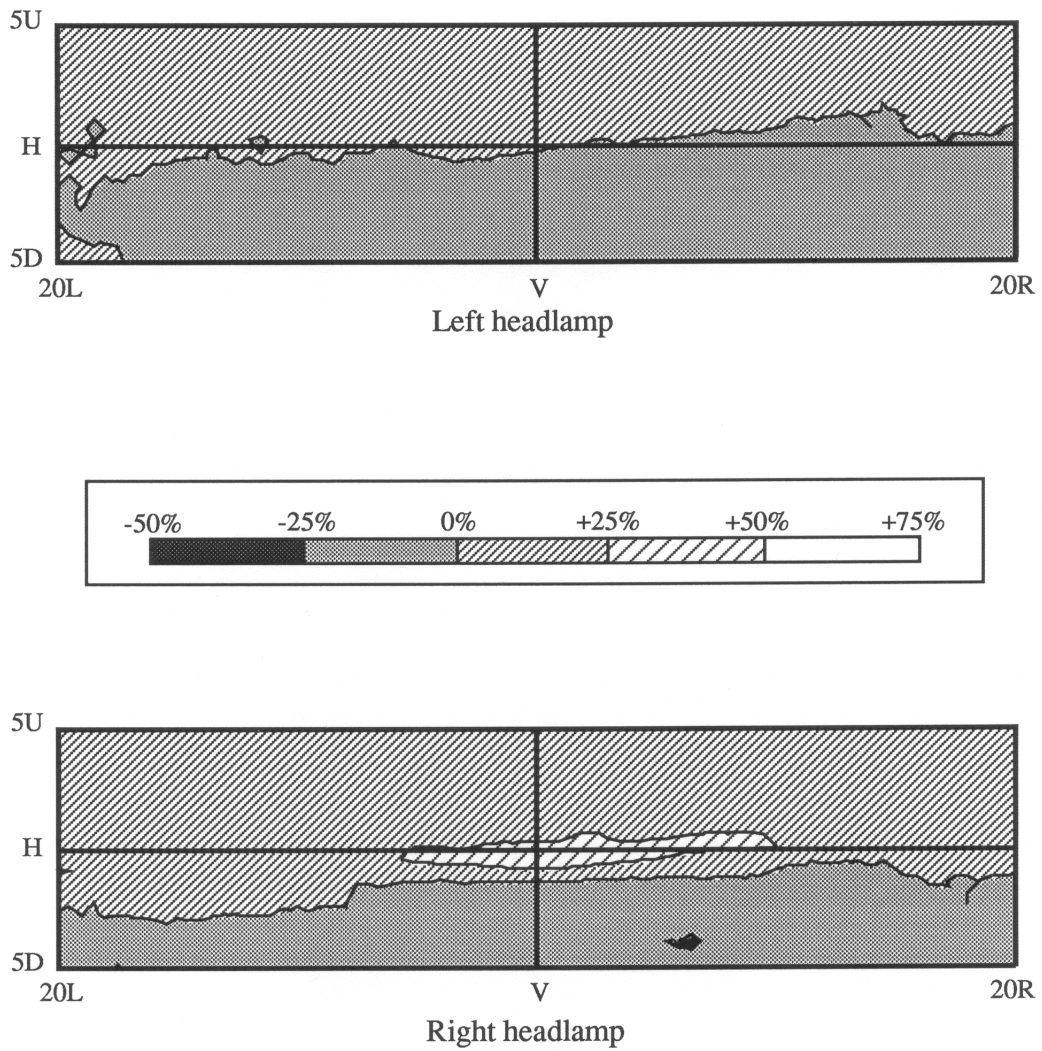 5U
H
5D
20L V 20R
Left headlamp
-50% -25% 0% +25% +50% +75%
5U
H
5D
20L V 20R
Right headlamp